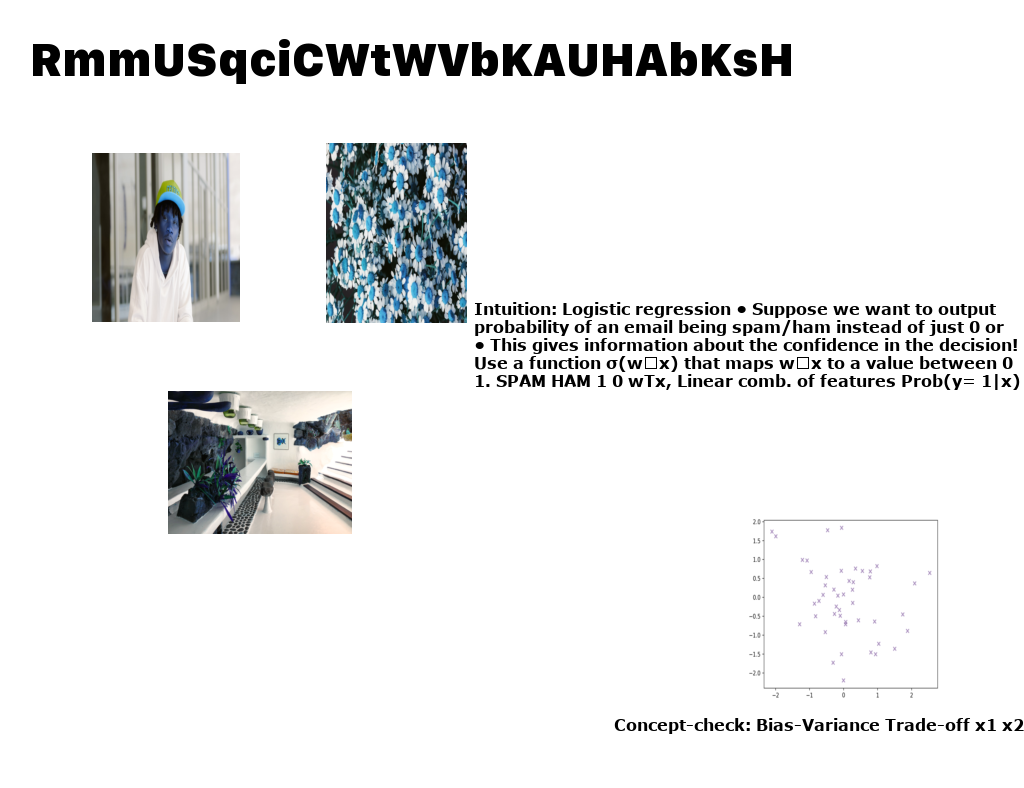 RmmUSqciCWtWVbKAUHAbKsH
Intuition: Logistic regression • Suppose we want to output
probability of an email being spam/ham instead of just 0 or
• This gives information about the confidence in the decision!
Use a function σ(w□x) that maps w□x to a value between 0
1. SPAM HAM 1 0 wTx, Linear comb. of features Prob(y= 1|x)
2.0
1.5
1.0
0.5
0.0
−0.5
−1.0
−1.5
−2.0
−2 −1 0 1 2
Concept-check: Bias-Variance Trade-off x1 x2